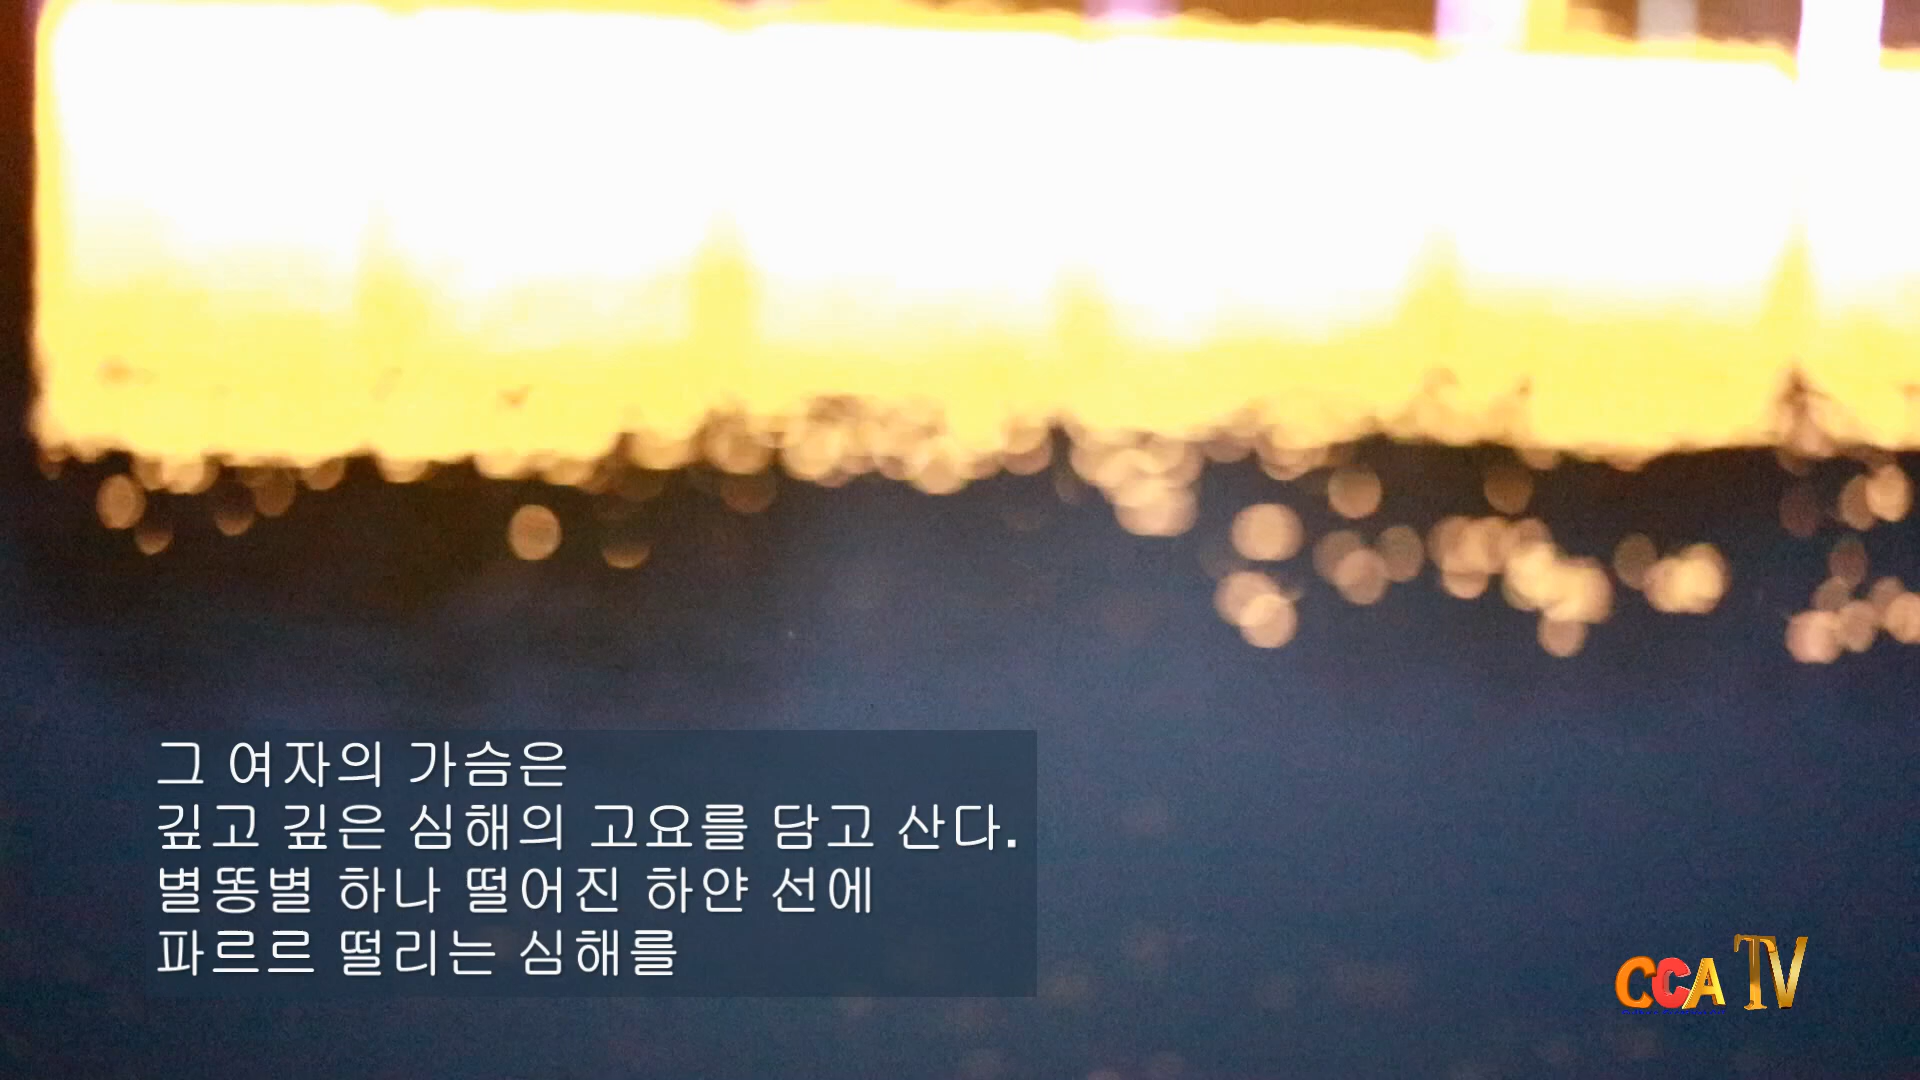 그 여자의 가슴은
깊고 깊은 심해의 고요를 담고 산다.
별똥별 하나 떨어진 하얀 선에
파르르 떨리는 심해를
CCA TV